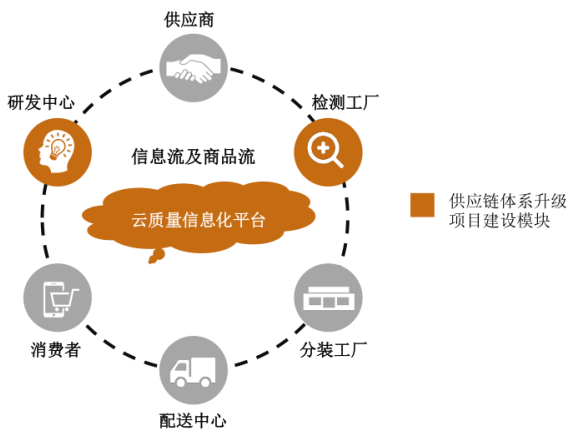 供应商
研发中心
检测工厂
信息流及商品流
云质量信息化平台
供应链体系升级
项目建设模块
消费者
分装工厂
配送中心